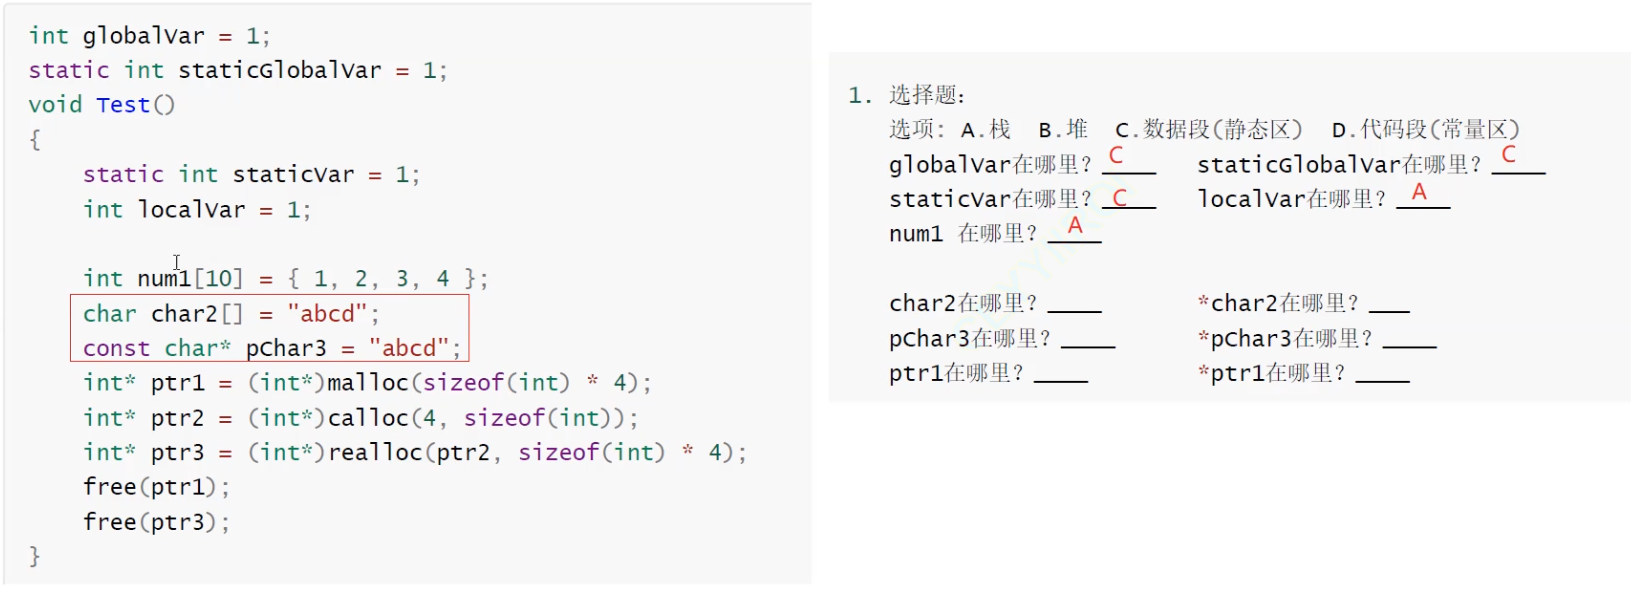 int globalVar = 1;
static int staticGlobalVar = 1;
void Test()
{
static int staticVar = 1;
int localVar = 1;
int num1[10] = { 1, 2, 3, 4 };
char char2[] = "abcd";
const char* pChar3 = "abcd";
int* ptr1 = (int*)malloc(sizeof(int) * 4);
int* ptr2 = (int*)calloc(4, sizeof(int));
int* ptr3 = (int*)realloc(ptr2, sizeof(int) * 4);
free(ptr1);
free(ptr3);
}
1. 选择题：
选项: A.栈 B.堆 C.数据段(静态区) D.代码段(常量区)
globalVar在哪里？ C staticGlobalVar在哪里？ C
staticVar在哪里？ C localVar在哪里？ A
num1 在哪里？ A
char2在哪里？____ *char2在哪里？___
pChar3在哪里？____ *pChar3在哪里？____
ptr1在哪里？____ *ptr1在哪里？____